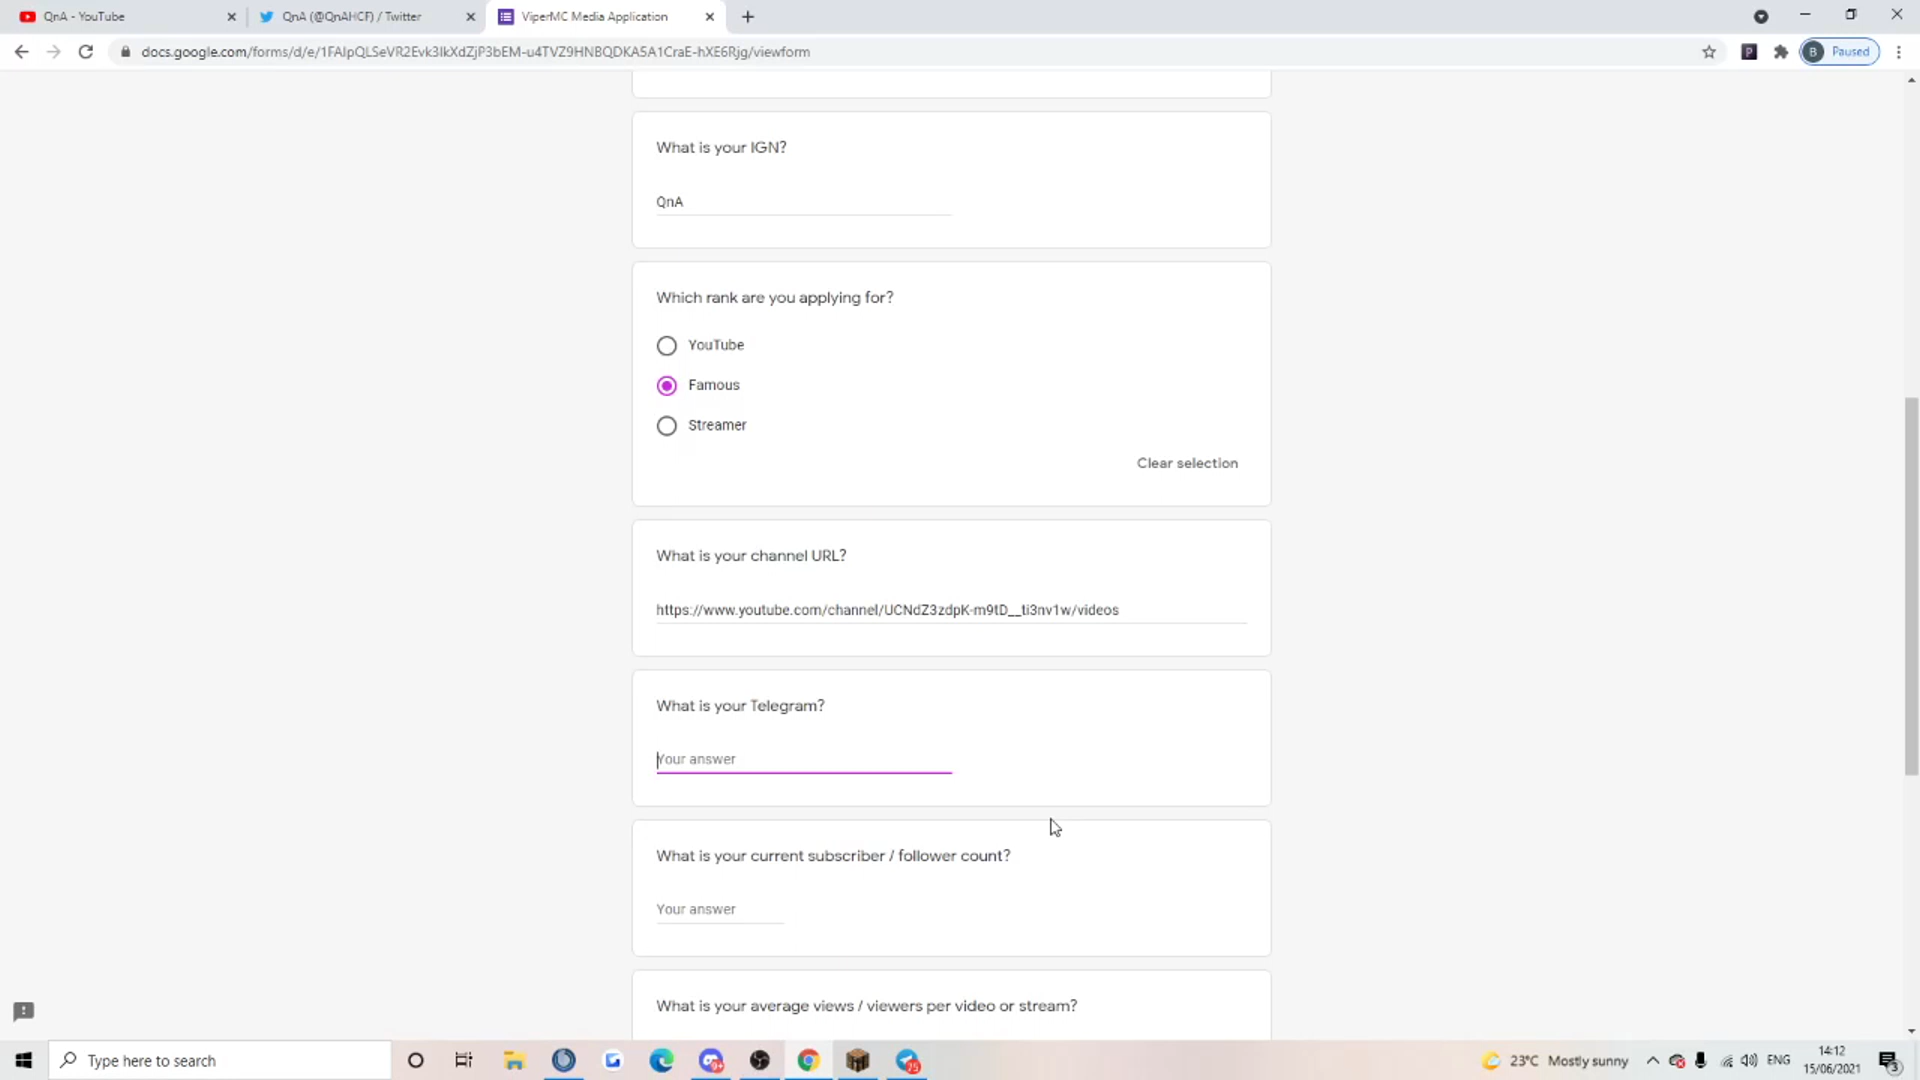 QnA - YouTube
QnA (@QnAHCF) / Twitter
ViperMC Media Application
docs.google.com/forms/d/e/1FAIpQLSeVR2Evk3IkXdZjP3bEM-u4TVZ9HNBQDKA5A1CraE-hXE6Rjg/viewform
B Paused
What is your IGN?
QnA
Which rank are you applying for?
YouTube
Famous
Streamer
Clear selection
What is your channel URL?
https://www.youtube.com/channel/UCNdZ3zdpK-m9tD__ti3nv1w/videos
What is your Telegram?
Your answer
What is your current subscriber / follower count?
Your answer
What is your average views / viewers per video or stream?
Type here to search
23°C Mostly sunny
ENG
14:12
15/06/2021